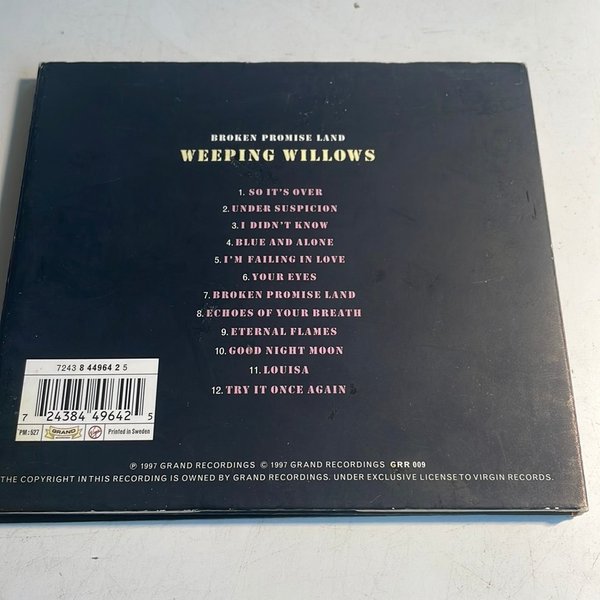 BROKEN PROMISE LAND
WEEPING WILLOWS
1. SO IT'S OVER
2. UNDER SUSPICION
3. I DIDN'T KNOW
4. BLUE AND ALONE
5. I'M FAILING IN LOVE
6. YOUR EYES
7. BROKEN PROMISE LAND
8. ECHOES OF YOUR BREATH
9. ETERNAL FLAMES
10. GOOD NIGHT MOON
11. LOUISA
12. TRY IT ONCE AGAIN
7243 8 44964 2 5
7 24384 49642 5
PM:527 GRAND Virgin Printed in Sweden
℗ 1997 GRAND RECORDINGS © 1997 GRAND RECORDINGS GRR 009
THE COPYRIGHT IN THIS RECORDING IS OWNED BY GRAND RECORDINGS. UNDER EXCLUSIVE LICENSE TO VIRGIN RECORDS.